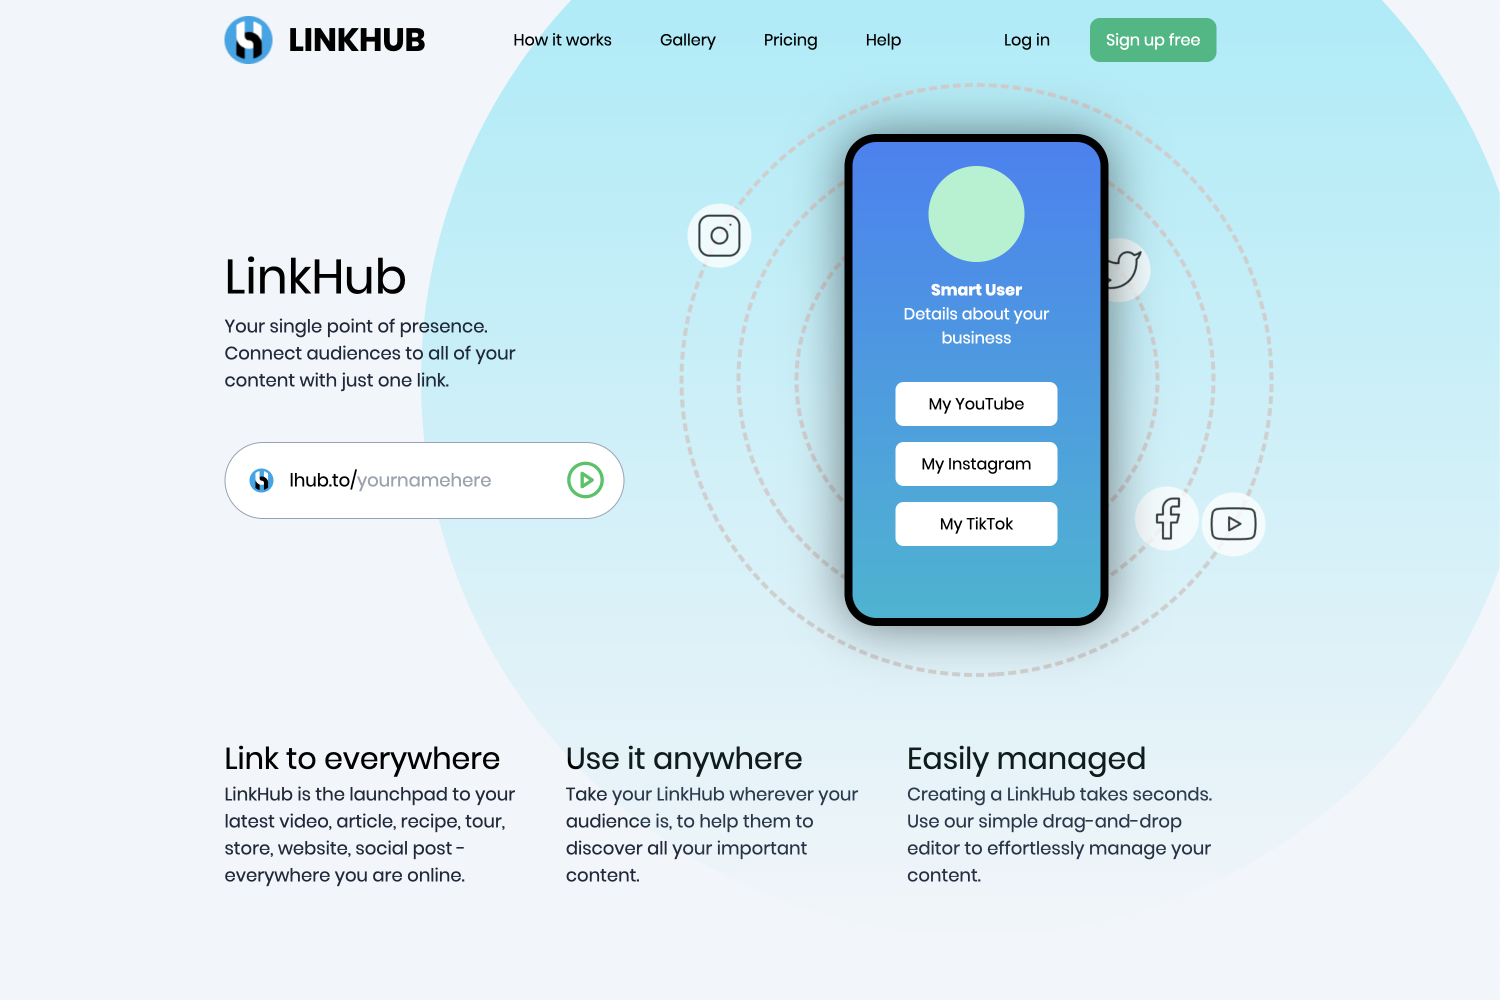 LINKHUB
How it works
Gallery
Pricing
Help
Log in
Sign up free
LinkHub
Your single point of presence.
Connect audiences to all of your
content with just one link.
lhub.to/yournamehere
Smart User
Details about your
business
My YouTube
My Instagram
My TikTok
Link to everywhere
LinkHub is the launchpad to your
latest video, article, recipe, tour,
store, website, social post -
everywhere you are online.
Use it anywhere
Take your LinkHub wherever your
audience is, to help them to
discover all your important
content.
Easily managed
Creating a LinkHub takes seconds.
Use our simple drag-and-drop
editor to effortlessly manage your
content.